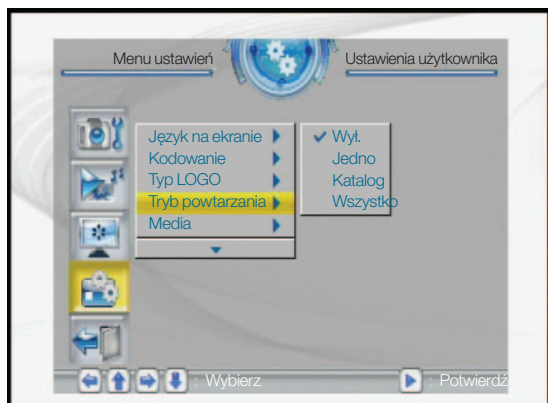 Menu ustawień
Ustawienia użytkownika
Język na ekranie
Kodowanie
Typ LOGO
Tryb powtarzania
Media
Wył.
Jedno
Katalog
Wszystko
: Wybierz
: Potwierdź